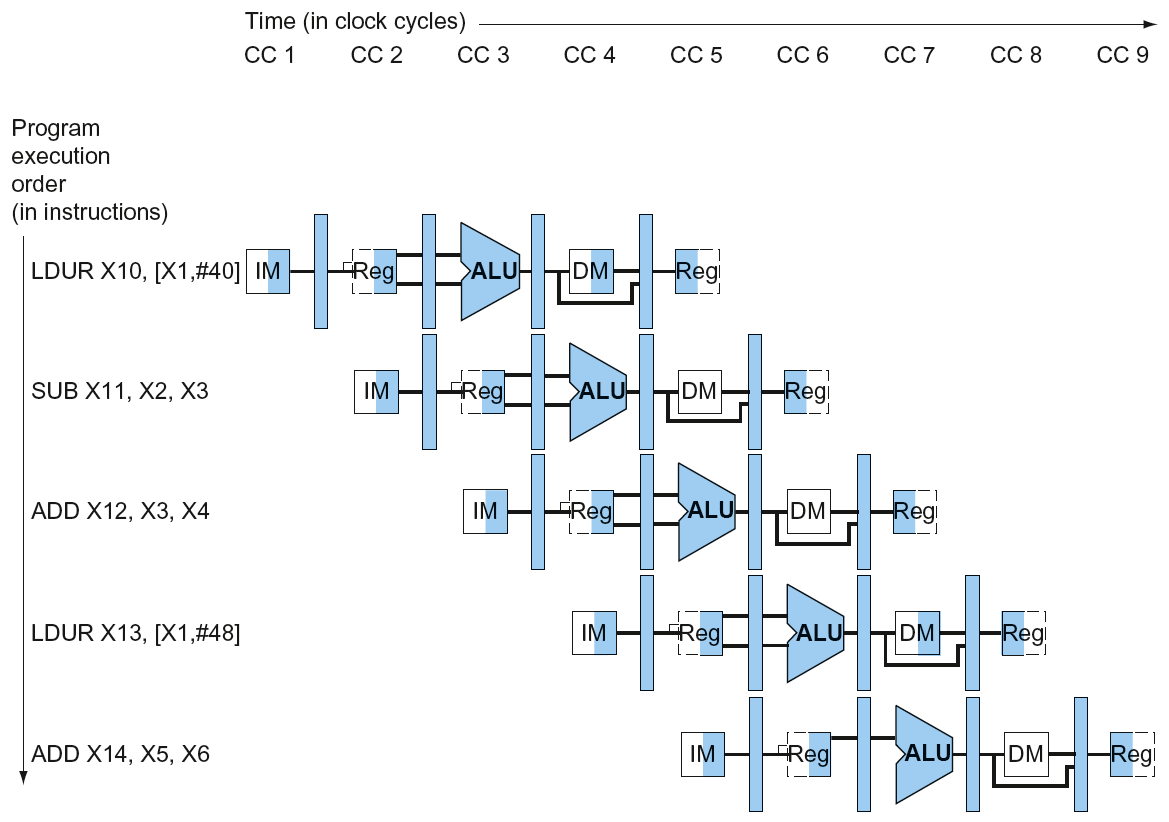 Time (in clock cycles)
CC 1 CC 2 CC 3 CC 4 CC 5 CC 6 CC 7 CC 8 CC 9
Program
execution
order
(in instructions)
LDUR X10, [X1,#40] IM Reg ALU DM Reg
SUB X11, X2, X3 IM Reg ALU DM Reg
ADD X12, X3, X4 IM Reg ALU DM Reg
LDUR X13, [X1,#48] IM Reg ALU DM Reg
ADD X14, X5, X6 IM Reg ALU DM Reg